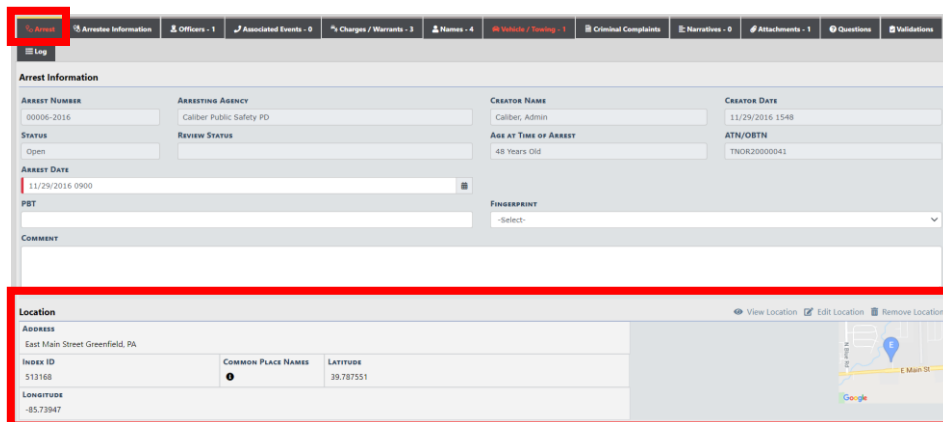 Arrest Arrestee Information Officers - 1 Associated Events - 0 Charges / Warrants - 3 Names - 4 Vehicle / Towing - 1 Criminal Complaints Narratives - 0 Attachments - 1 Questions Validations
Log
Arrest Information
ARREST NUMBER ARRESTING AGENCY CREATOR NAME CREATOR DATE
00006-2016 Caliber Public Safety PD Caliber, Admin 11/29/2016 1548
STATUS REVIEW STATUS AGE AT TIME OF ARREST ATN/OBTN
Open 48 Years Old TNOR20000041
ARREST DATE
11/29/2016 0900
PBT FINGERPRINT
-Select-
COMMENT
Location View Location Edit Location Remove Location
ADDRESS
East Main Street Greenfield, PA
INDEX ID COMMON PLACE NAMES LATITUDE
513168 39.787551
LONGITUDE
-85.73947
N Blue Rd
E
E Main St
Google